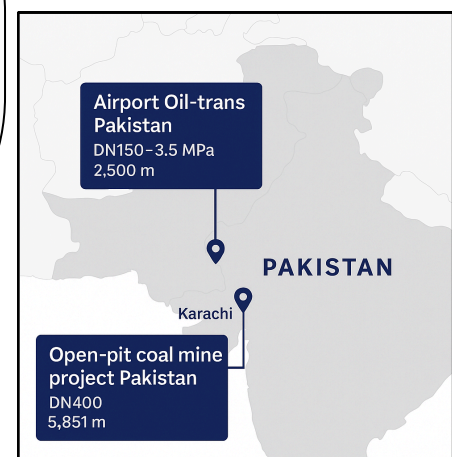 Airport Oil-trans
Pakistan
DN150-3.5 MPa
2,500 m
PAKISTAN
Karachi
Open-pit coal mine
project Pakistan
DN400
5,851 m